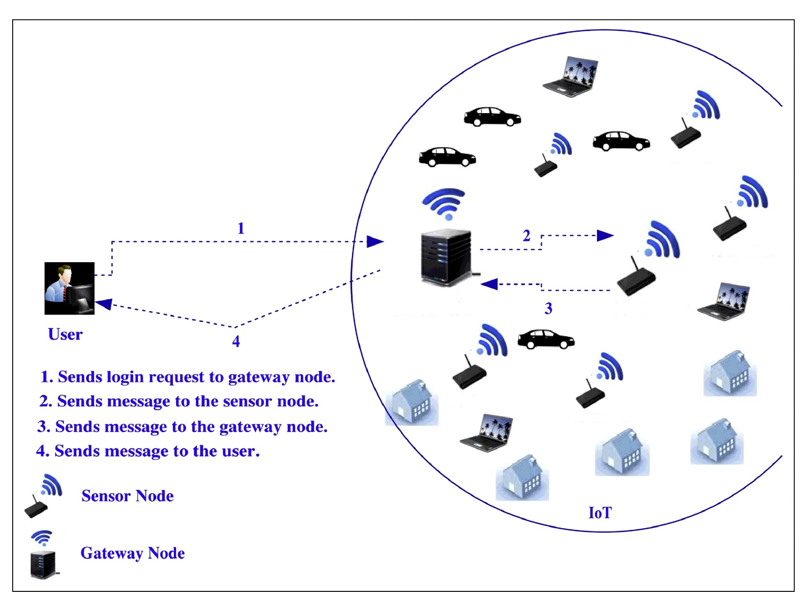 1
2
3
4
User
1. Sends login request to gateway node.
2. Sends message to the sensor node.
3. Sends message to the gateway node.
4. Sends message to the user.
Sensor Node
IoT
Gateway Node